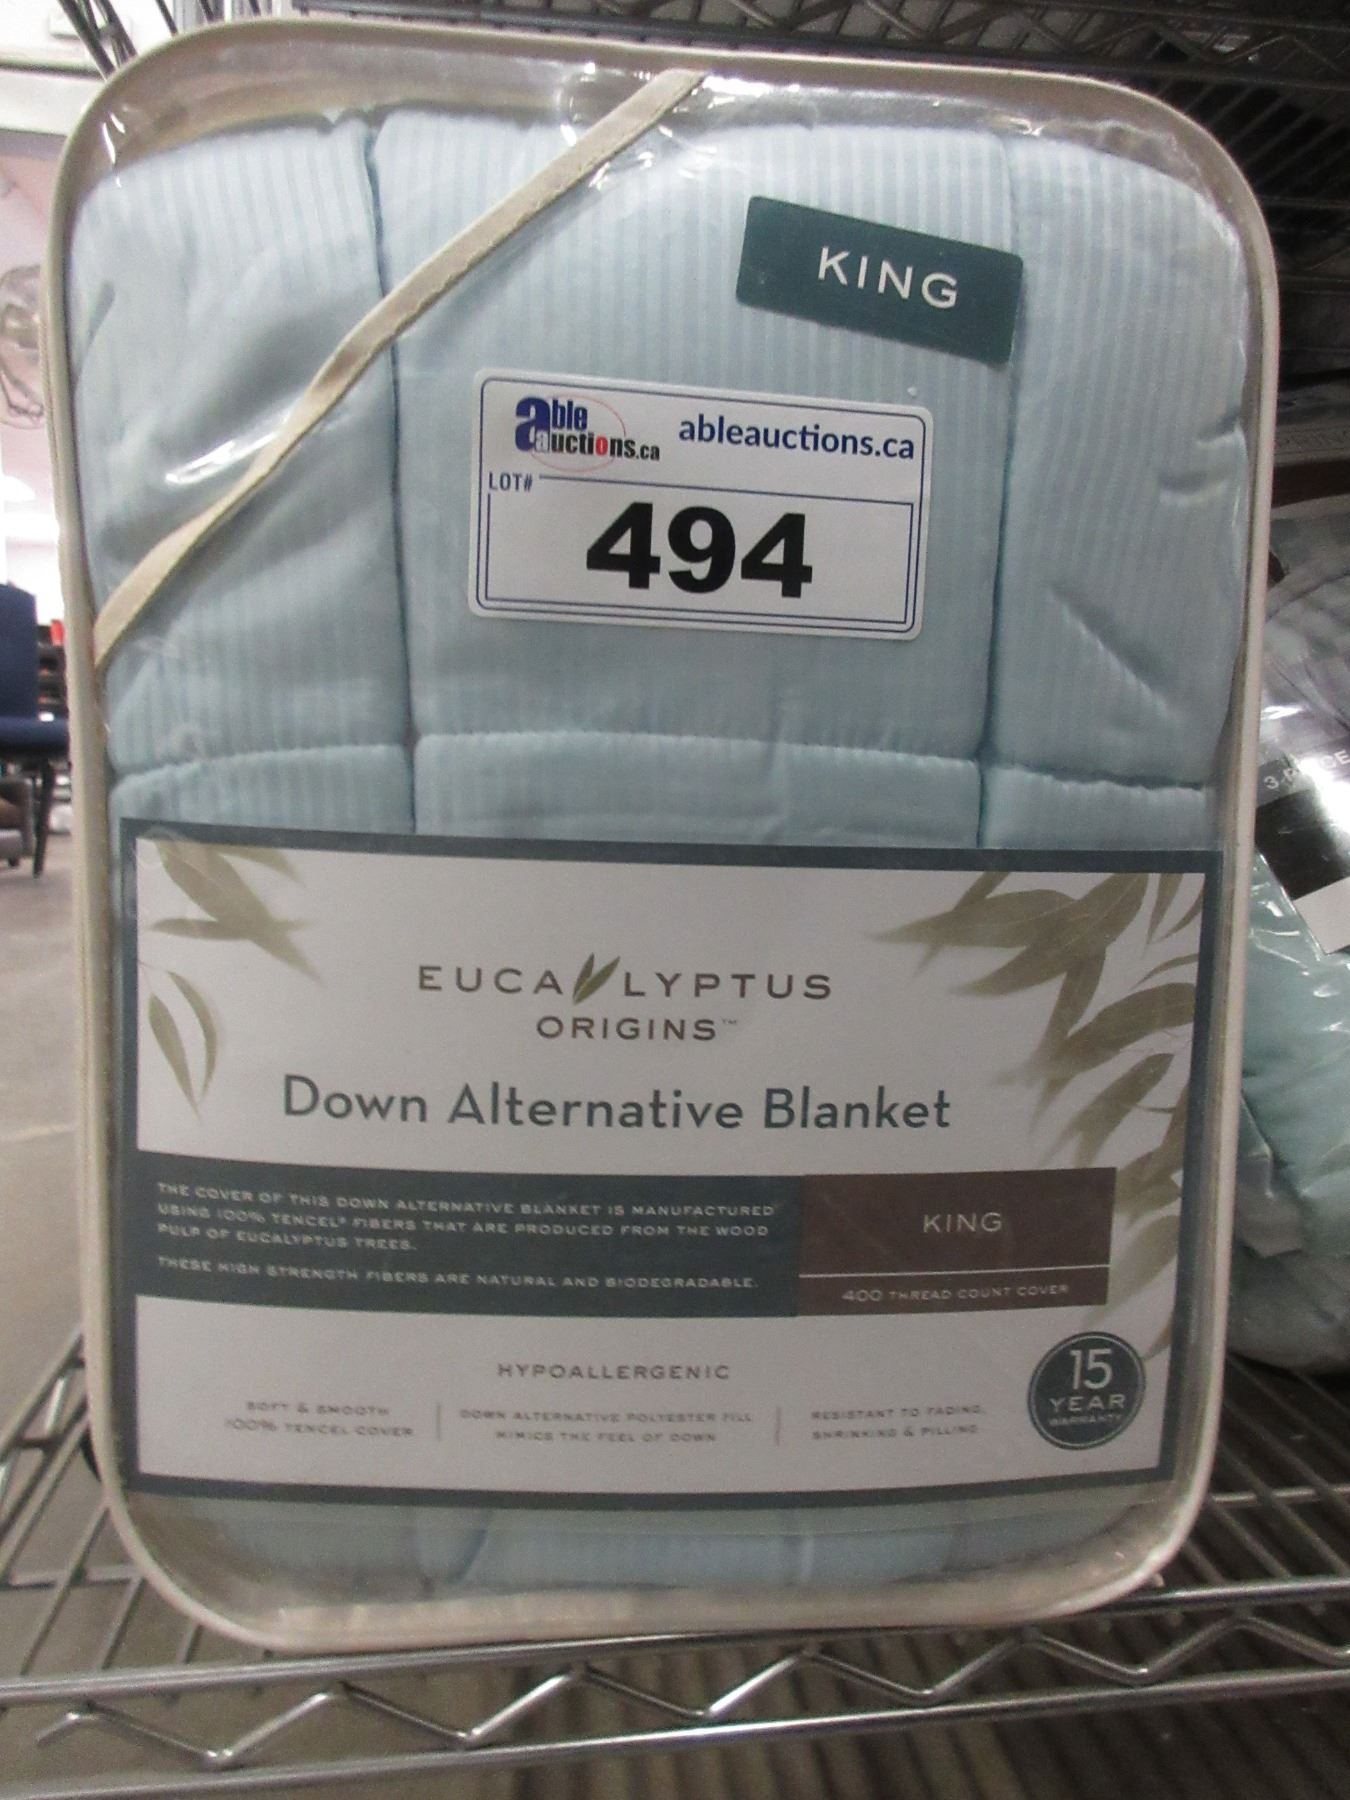 KING
able auctions.ca
ableauctions.ca
LOT#
494
EUCALYPTUS
ORIGINS™
Down Alternative Blanket
THE COVER OF THIS DOWN ALTERNATIVE BLANKET IS MANUFACTURED
USING 100% TENCEL® FIBERS THAT ARE PRODUCED FROM THE WOOD
PULP OF EUCALYPTUS TREES.
THESE HIGH STRENGTH FIBERS ARE NATURAL AND BIODEGRADABLE.
KING
400 THREAD COUNT COVER
HYPOALLERGENIC
SOFT & SMOOTH
100% TENCEL COVER
DOWN ALTERNATIVE POLYESTER FILL
MIMICS THE FEEL OF DOWN
RESISTANT TO FADING,
SHRINKING & PILLING
15
YEAR
WARRANTY